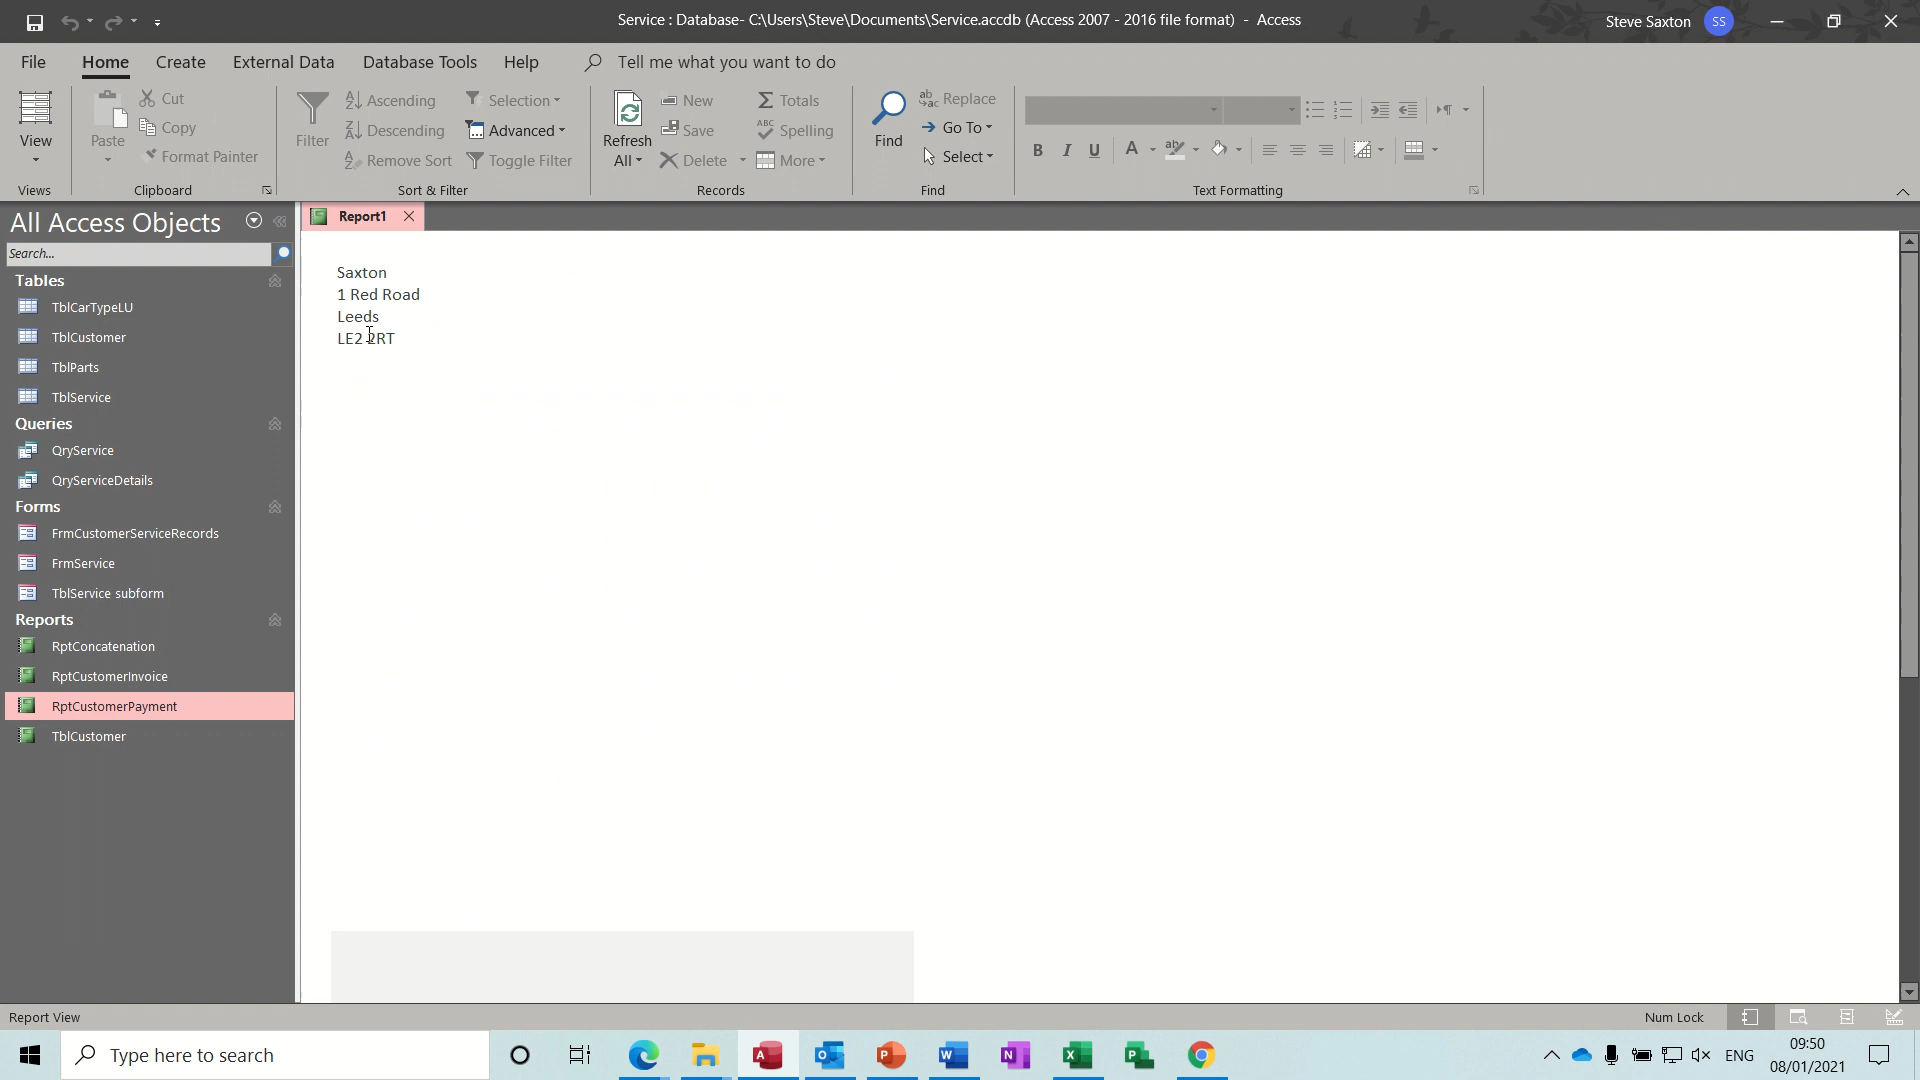 Service : Database- C:\Users\Steve\Documents\Service.accdb (Access 2007 - 2016 file format) - Access
Steve Saxton SS
File Home Create External Data Database Tools Help Tell me what you want to do
View
Views
Paste
Cut
Copy
Format Painter
Clipboard
Filter
Ascending
Descending
Remove Sort
Selection
Advanced
Toggle Filter
Sort & Filter
Refresh
All
New
Save
Delete
Totals
Spelling
More
Records
Find
Replace
Go To
Select
Find
B I U A
Text Formatting
All Access Objects
Search...
Tables
TblCarTypeLU
TblCustomer
TblParts
TblService
Queries
QryService
QryServiceDetails
Forms
FrmCustomerServiceRecords
FrmService
TblService subform
Reports
RptConcatenation
RptCustomerInvoice
RptCustomerPayment
TblCustomer
Report1
Saxton
1 Red Road
Leeds
LE2 2RT
Report View
Num Lock
Type here to search
ENG
09:50
08/01/2021